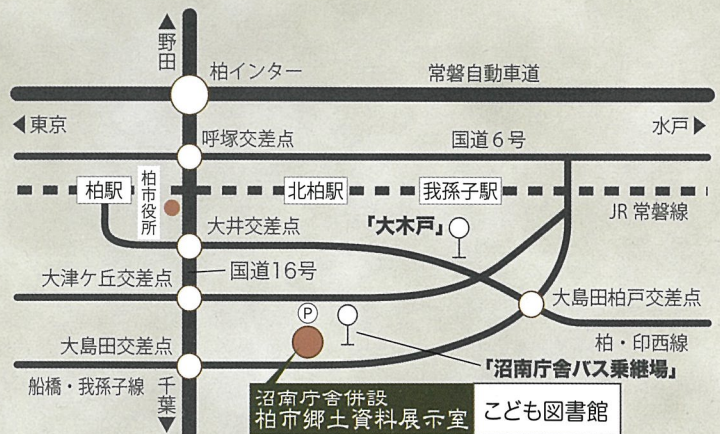 ▲野田
柏インター
常磐自動車道
◀東京
呼塚交差点
国道6号
水戸▶
柏駅
柏市役所
北柏駅
我孫子駅
JR常磐線
大井交差点
「大木戸」
大津ケ丘交差点
国道16号
大島田柏戸交差点
P
大島田交差点
柏・印西線
「沼南庁舎バス乗継場」
船橋・我孫子線
千葉▼
沼南庁舎併設
柏市郷土資料展示室
こども図書館